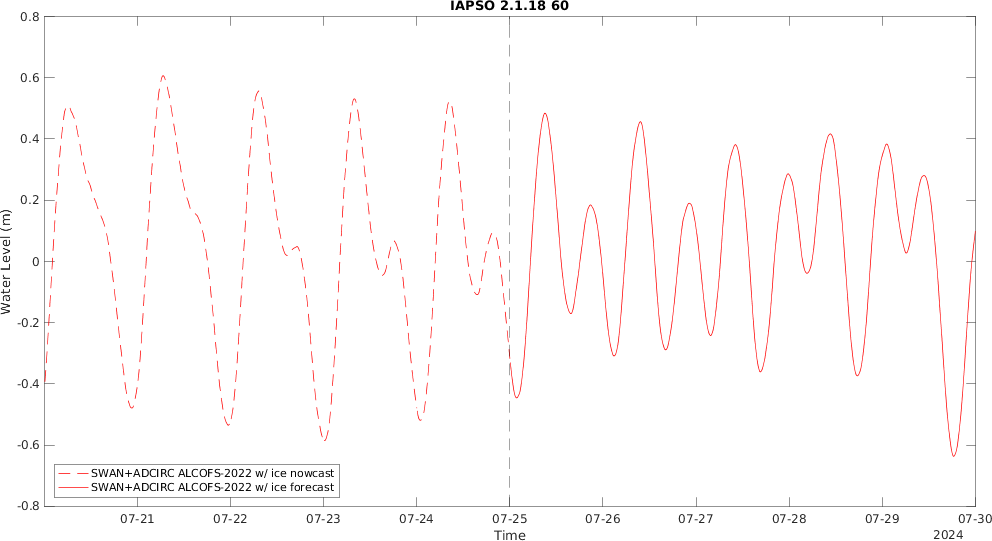 IAPSO 2.1.18 60
0.8
0.6
0.4
0.2
0
-0.2
-0.4
-0.6
-0.8
Water Level (m)
SWAN+ADCIRC ALCOFS-2022 w/ ice nowcast
SWAN+ADCIRC ALCOFS-2022 w/ ice forecast
07-21 07-22 07-23 07-24 07-25 07-26 07-27 07-28 07-29 07-30
Time
2024